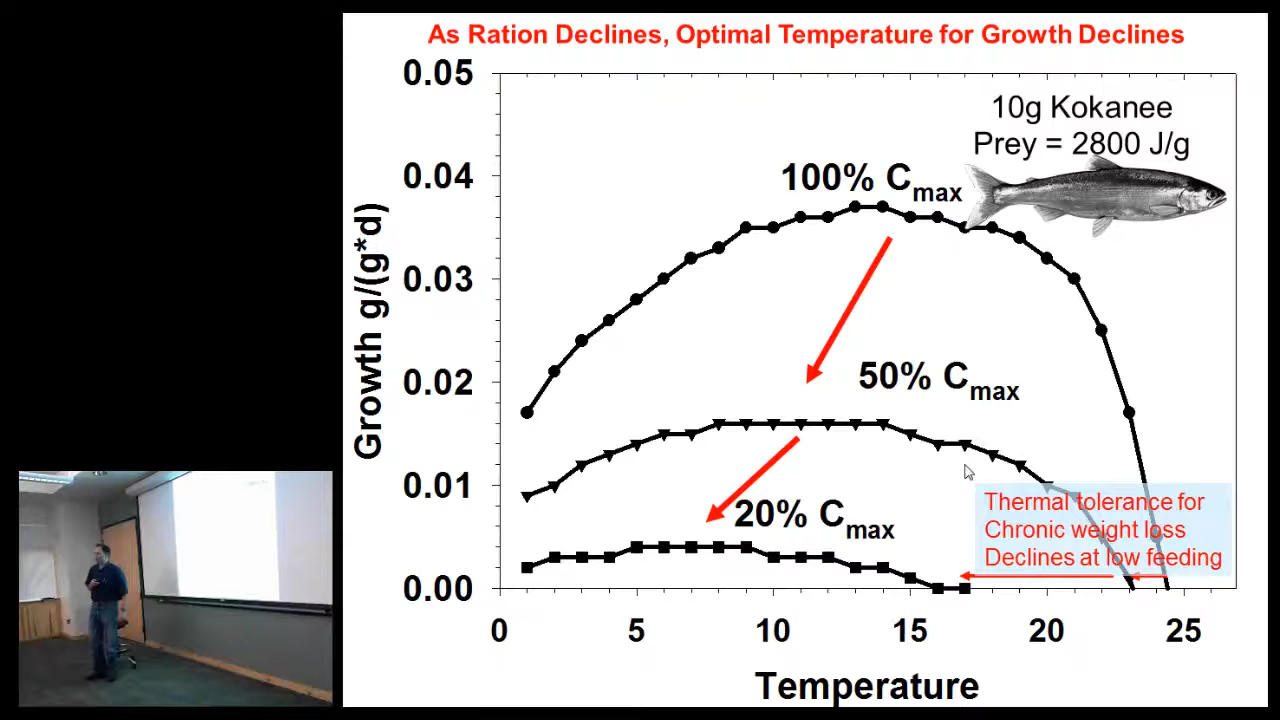 As Ration Declines, Optimal Temperature for Growth Declines
0.05
0.04
0.03
0.02
0.01
0.00
Growth g/(g*d)
10g Kokanee
Prey = 2800 J/g
100% Cmax
50% Cmax
20% Cmax
Thermal tolerance for
Chronic weight loss
Declines at low feeding
0 5 10 15 20 25
Temperature